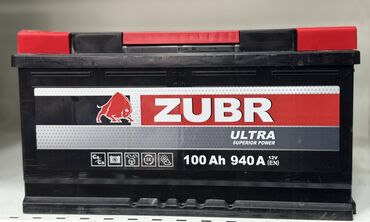 ZUBR
ULTRA
SUPERIOR POWER
100 Ah 940 A 12V (EN)